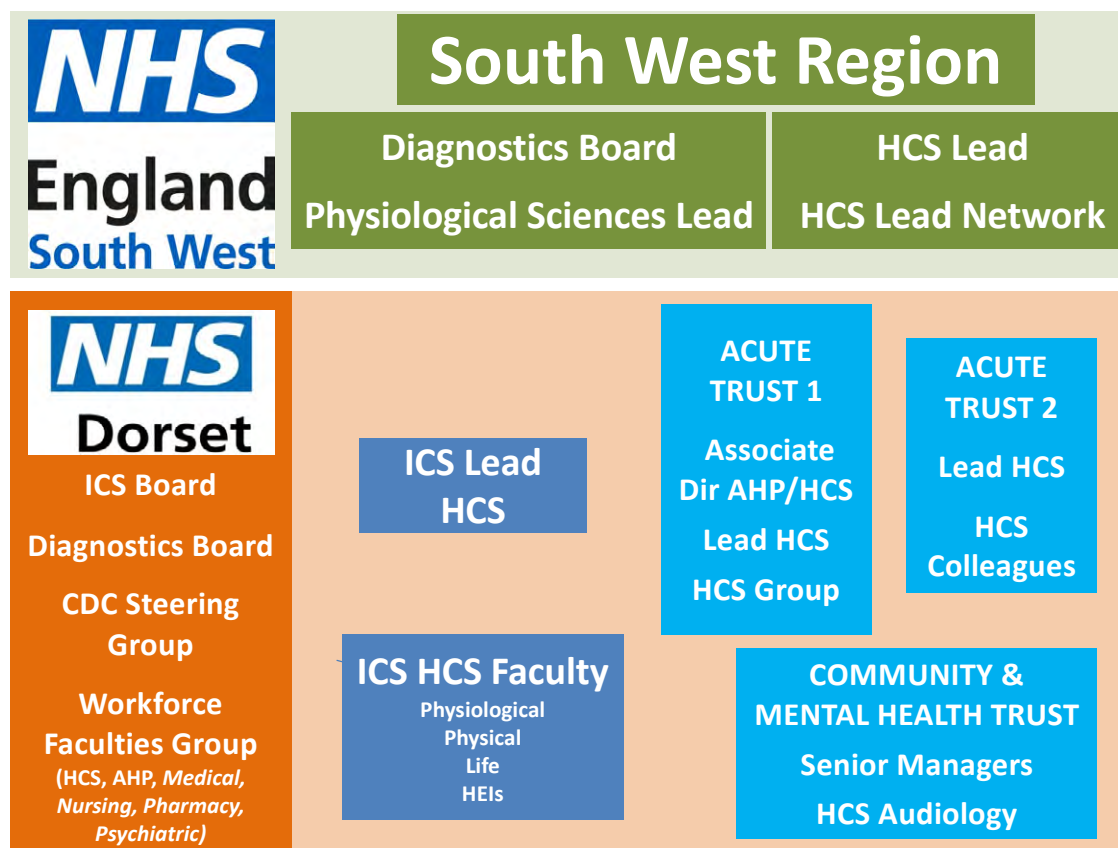 NHS
England
South West
South West Region
Diagnostics Board
Physiological Sciences Lead
HCS Lead
HCS Lead Network
NHS
Dorset
ICS Board
Diagnostics Board
CDC Steering
Group
Workforce
Faculties Group
(HCS, AHP, Medical,
Nursing, Pharmacy,
Psychiatric)
ICS Lead
HCS
ICS HCS Faculty
Physiological
Physical
Life
HEIs
ACUTE
TRUST 1
Associate
Dir AHP/HCS
Lead HCS
HCS Group
ACUTE
TRUST 2
Lead HCS
HCS
Colleagues
COMMUNITY &
MENTAL HEALTH TRUST
Senior Managers
HCS Audiology